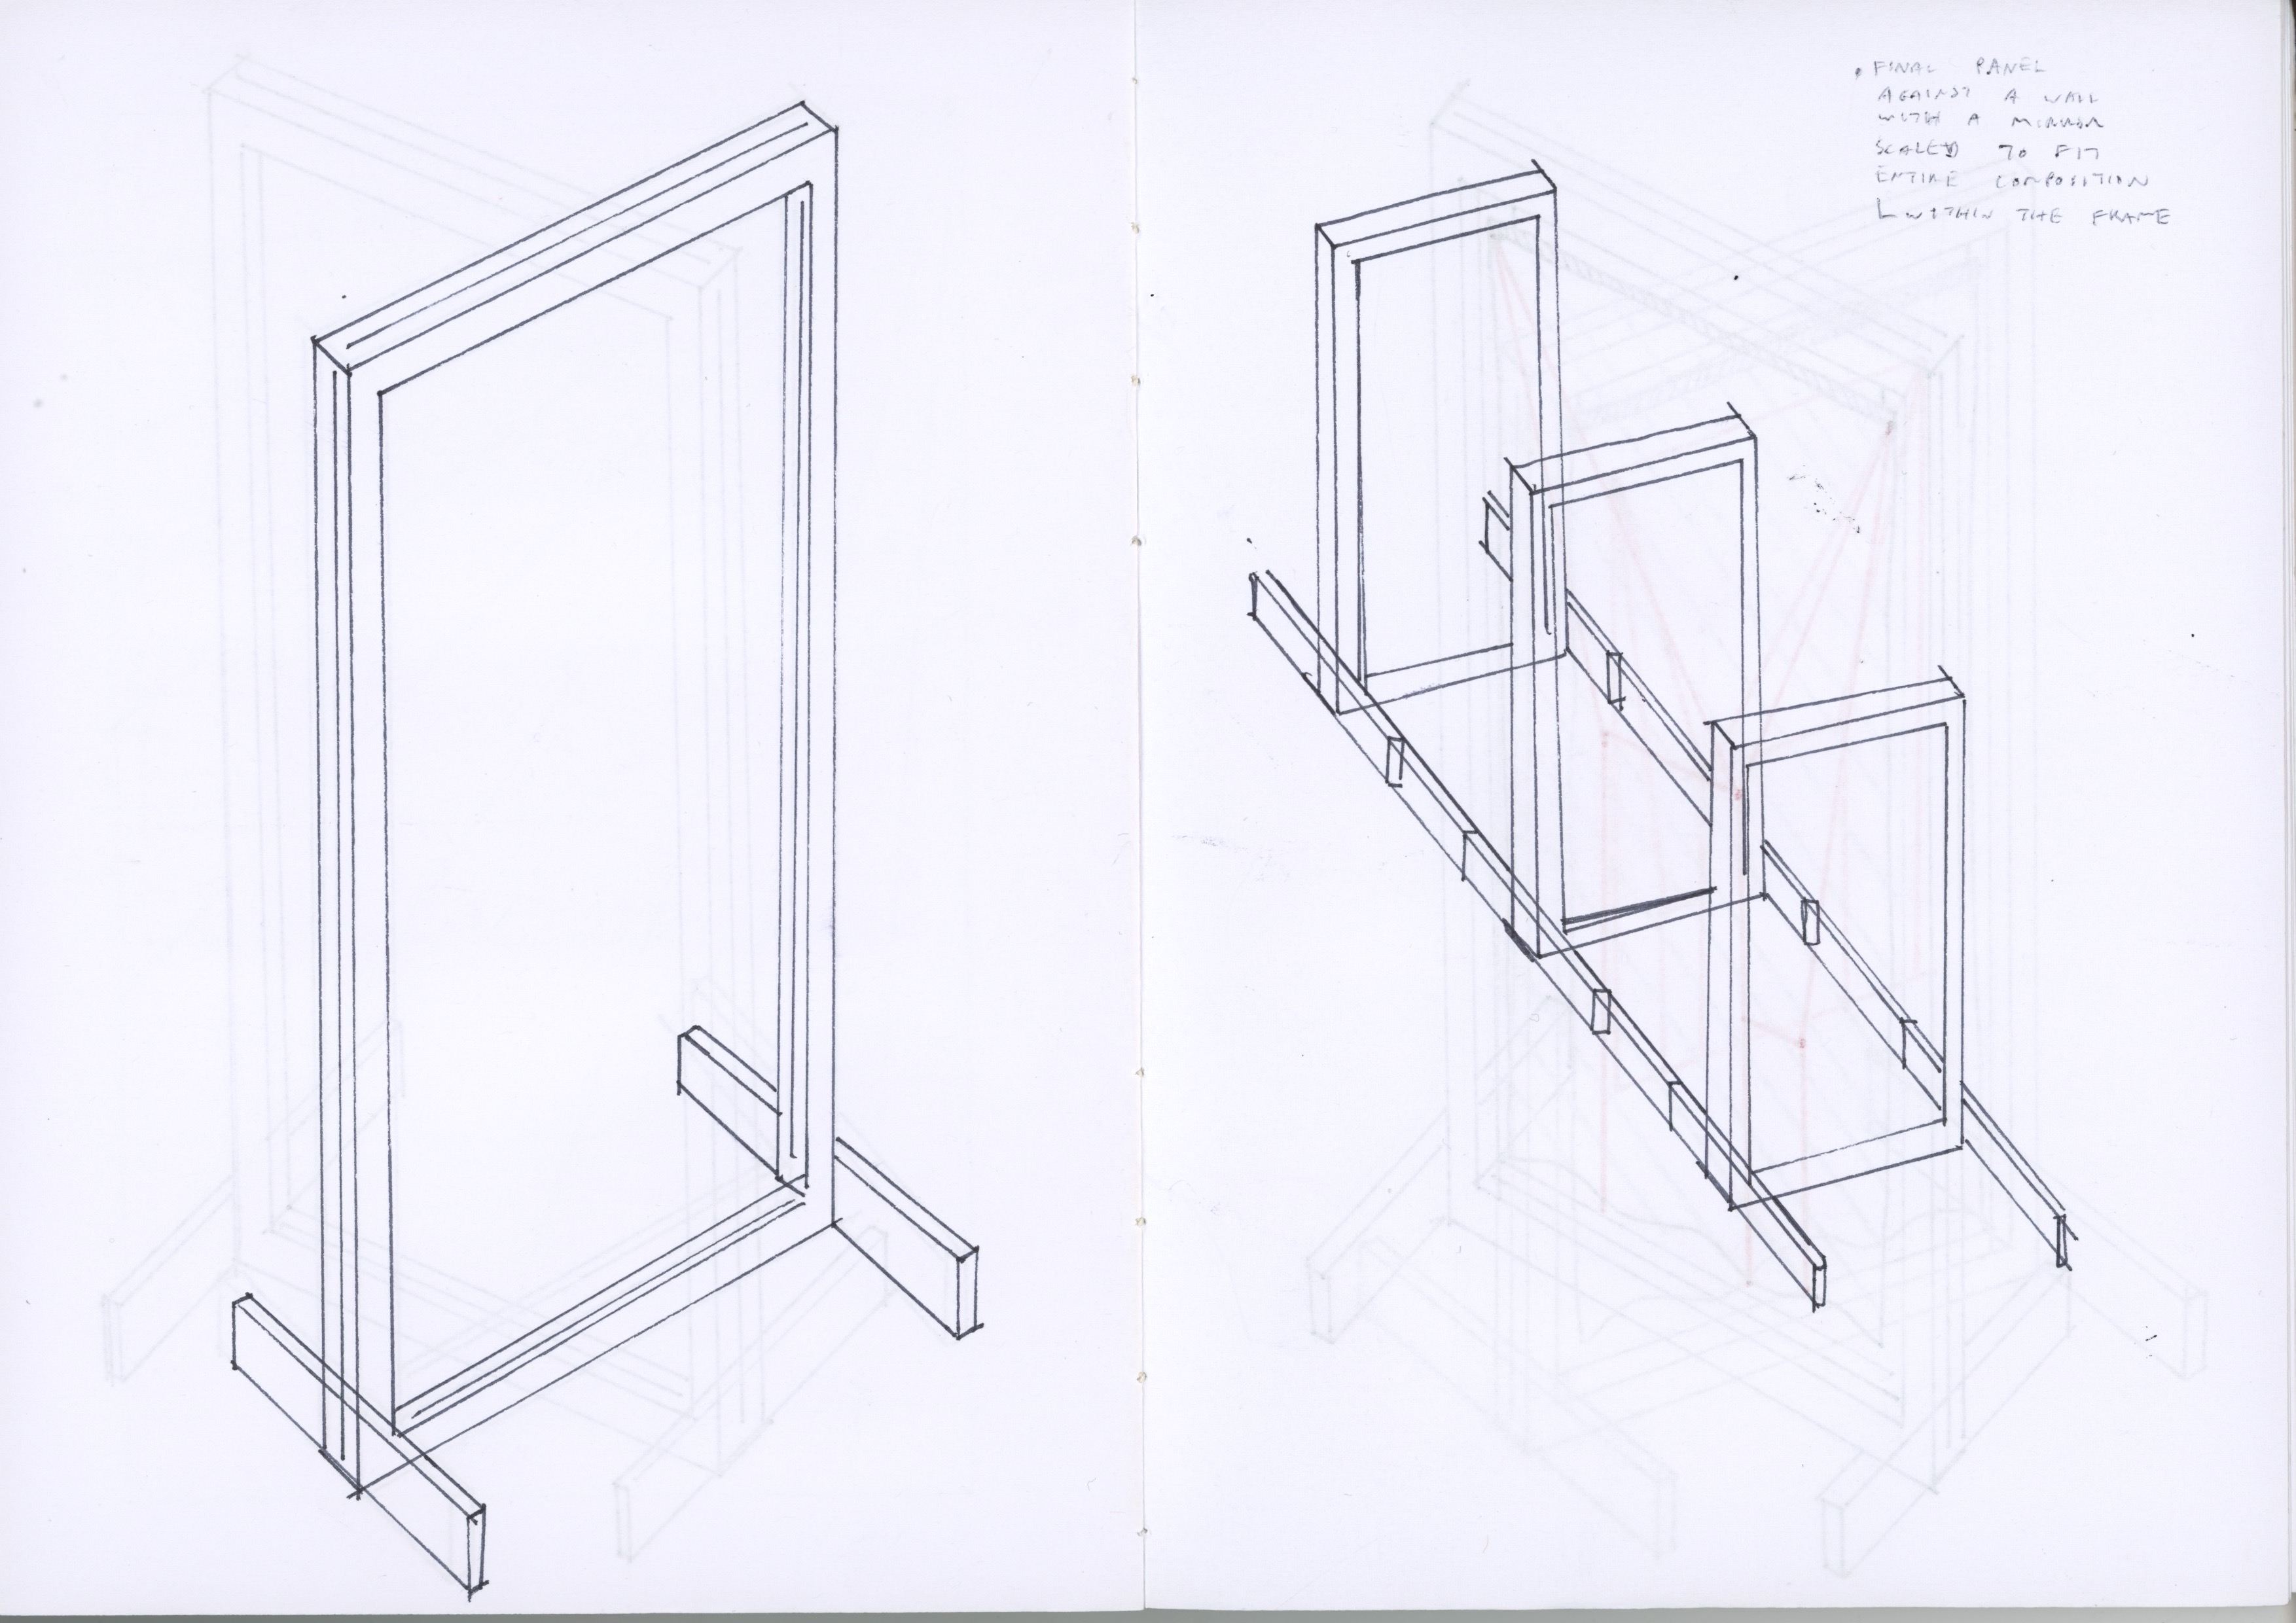 • FINAL PANEL
AGAINST A WALL
WITH A MIRROR
SCALED TO FIT
ENTIRE COMPOSITION
L WITHIN THE FRAME